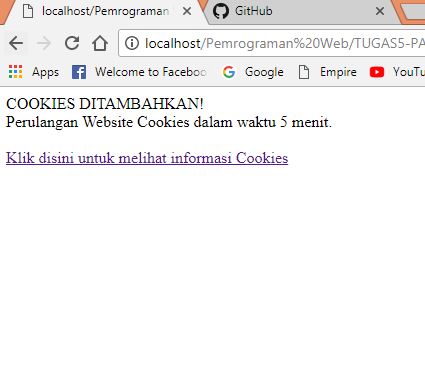 localhost/Pemrograman
GitHub
localhost/Pemrograman%20Web/TUGAS5-PA
Apps Welcome to Faceboo Google Empire YouTu
COOKIES DITAMBAHKAN!
Perulangan Website Cookies dalam waktu 5 menit.
Klik disini untuk melihat informasi Cookies